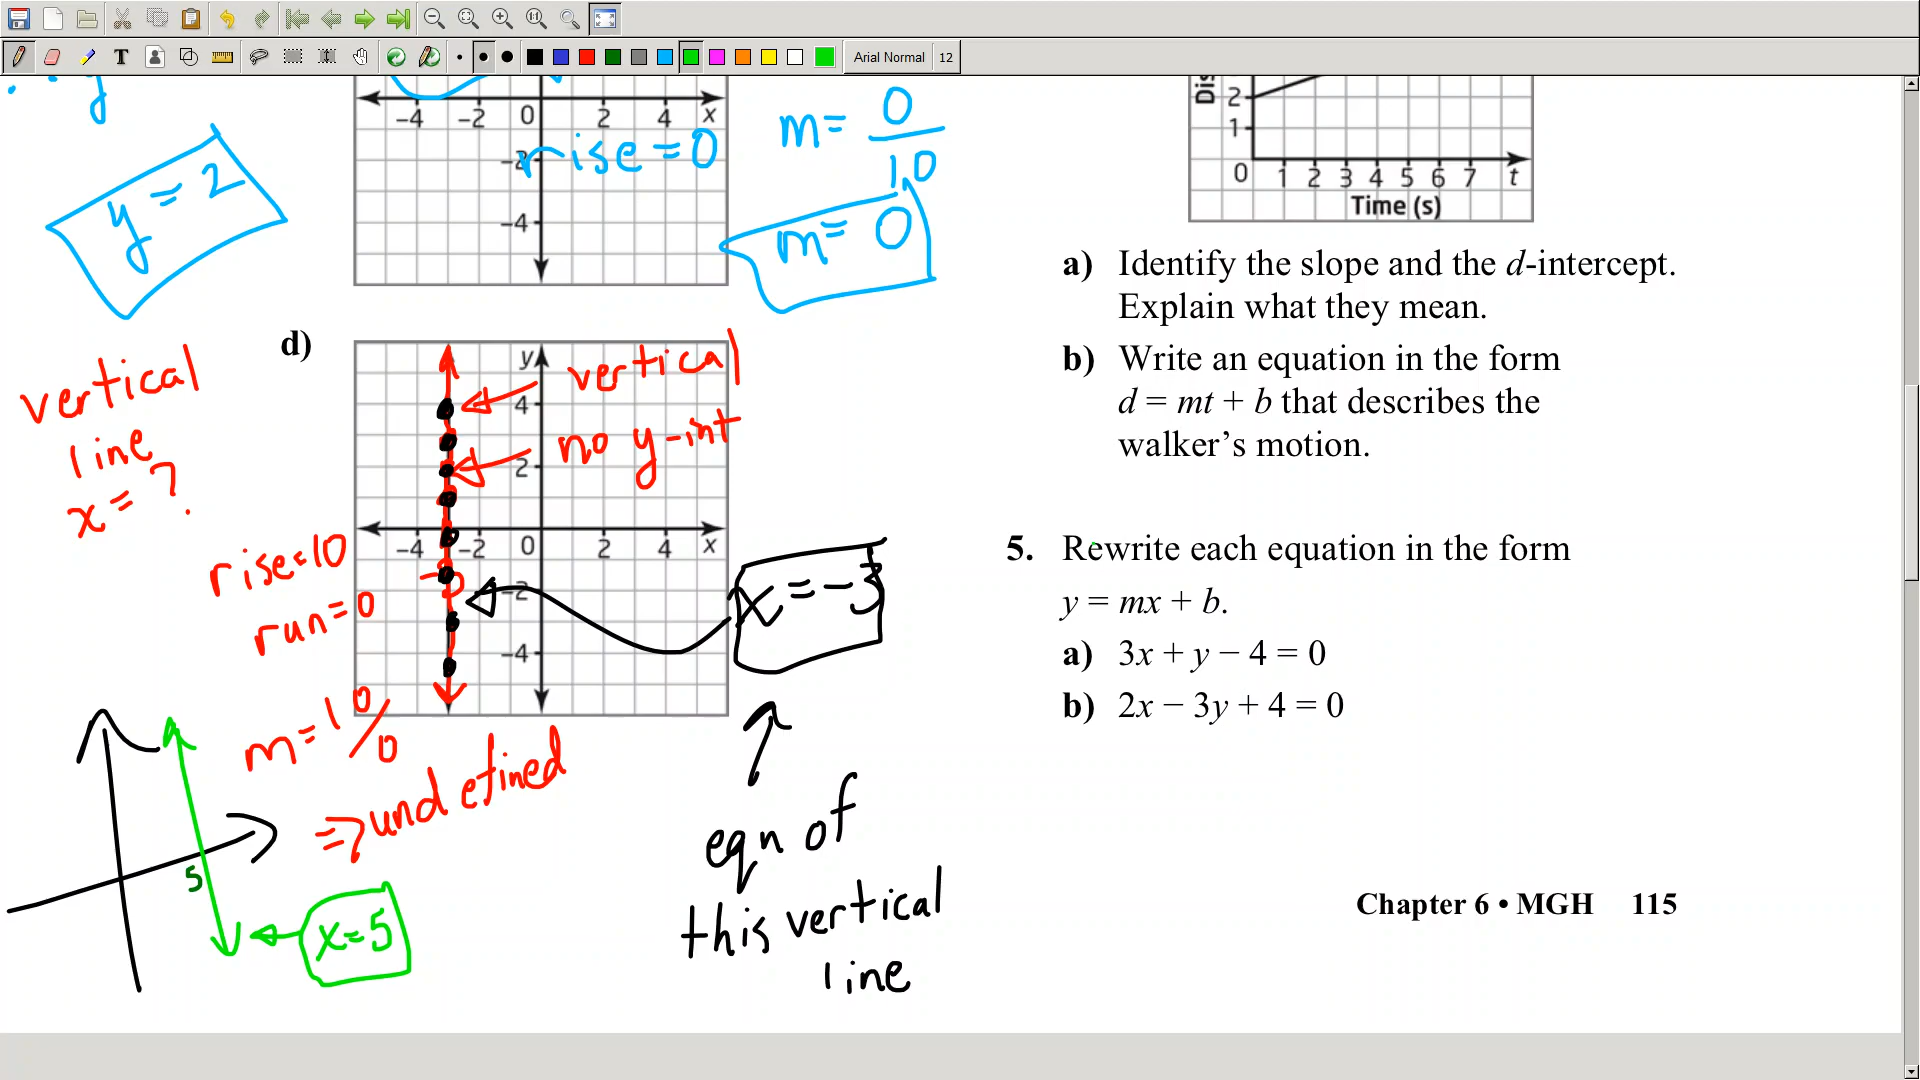 Arial Normal 12
y
y = 2
-4 -2 0 2 4 x
-2
-4
rise = 0
m = 0
10
m = 0
Dis
2
1
0 1 2 3 4 5 6 7 t
Time (s)
a) Identify the slope and the d-intercept.
Explain what they mean.
b) Write an equation in the form
d = mt + b that describes the
walker's motion.
d)
vertical
line
x = ?
y
4
2
-4 -2 0 2 4 x
-2
-4
vertical
no y-int
-3
rise=10
run=0
m=10/0
=> undefined
x = -3
eqn of
this vertical
line
5
x=5
5. Rewrite each equation in the form
y = mx + b.
a) 3x + y − 4 = 0
b) 2x − 3y + 4 = 0
Chapter 6 • MGH 115